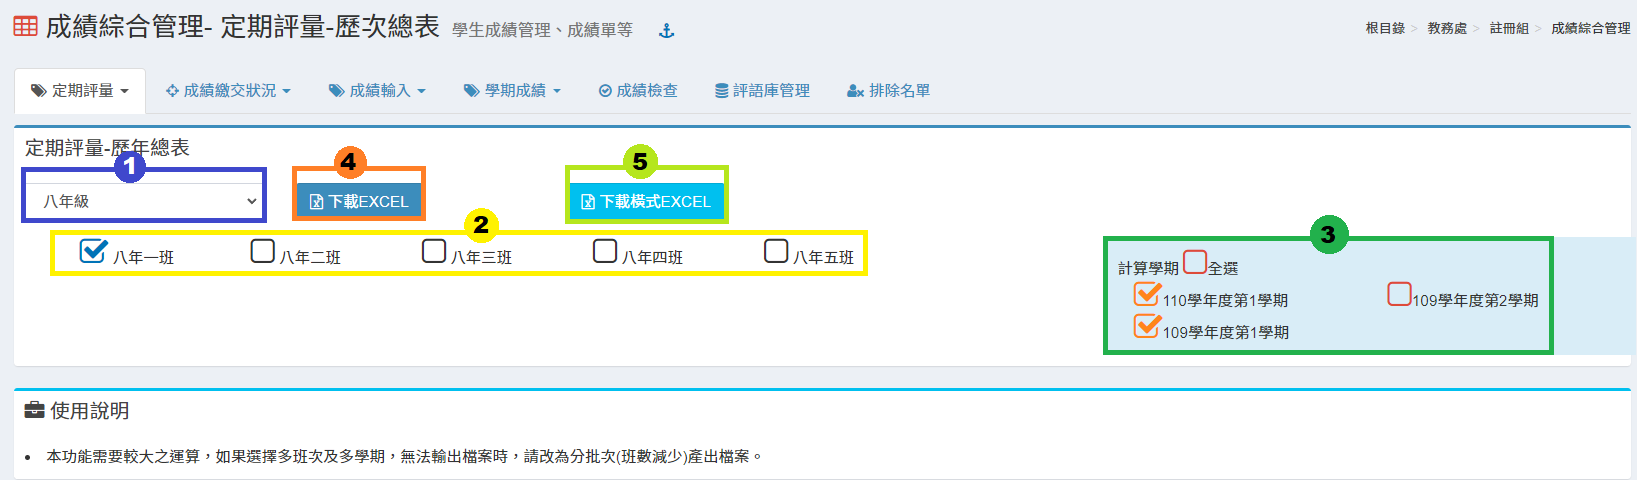 成績綜合管理- 定期評量-歷次總表 學生成績管理、成績單等
根目錄 > 教務處 > 註冊組 > 成績綜合管理
定期評量 成績繳交狀況 成績輸入 學期成績 成績檢查 評語庫管理 排除名單
定期評量-歷年總表
1 4 5
八年級 下載EXCEL 下載橫式EXCEL
2 3
八年一班 八年二班 八年三班 八年四班 八年五班
計算學期 全選
110學年度第1學期 109學年度第2學期
109學年度第1學期
使用說明
• 本功能需要較大之運算，如果選擇多班次及多學期，無法輸出檔案時，請改為分批次(班數減少)產出檔案。